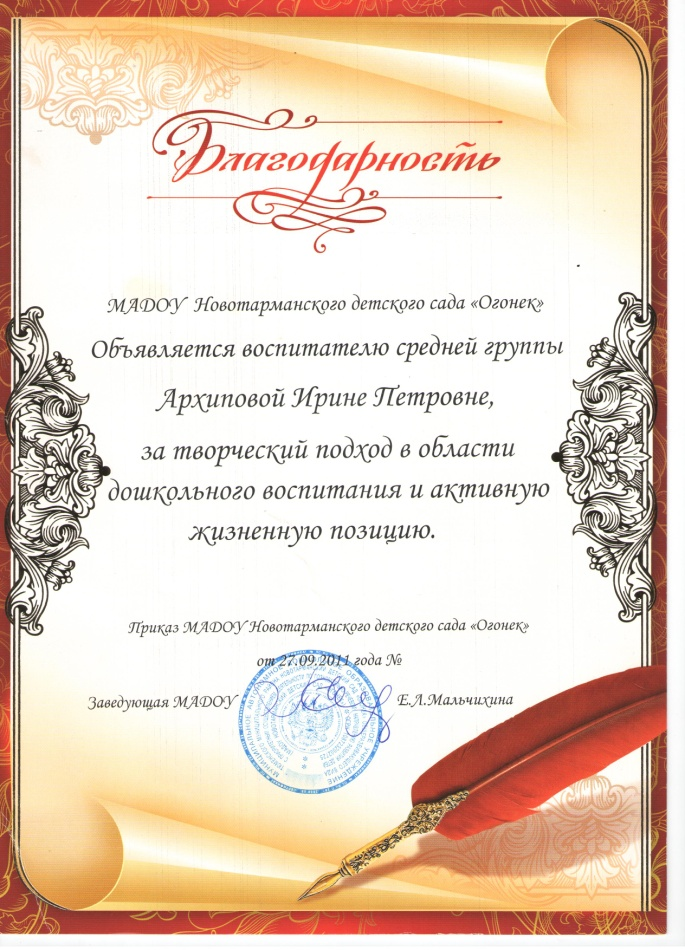 Благодарность
МАДОУ Новотарманского детского сада «Огонек»
Объявляется воспитателю средней группы
Архиповой Ирине Петровне,
за творческий подход в области
дошкольного воспитания и активную
жизненную позицию.
Приказ МАДОУ Новотарманского детского сада «Огонек»
от 27.09.2011 года №
Заведующая МАДОУ Е.Л.Мальчихина